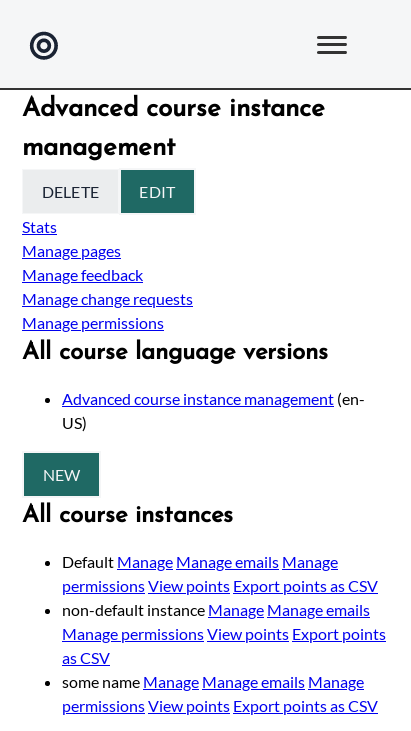 Advanced course instance
management
DELETE EDIT
Stats
Manage pages
Manage feedback
Manage change requests
Manage permissions
All course language versions
Advanced course instance management (en-
US)
NEW
All course instances
Default Manage Manage emails Manage
permissions View points Export points as CSV
non-default instance Manage Manage emails
Manage permissions View points Export points
as CSV
some name Manage Manage emails Manage
permissions View points Export points as CSV